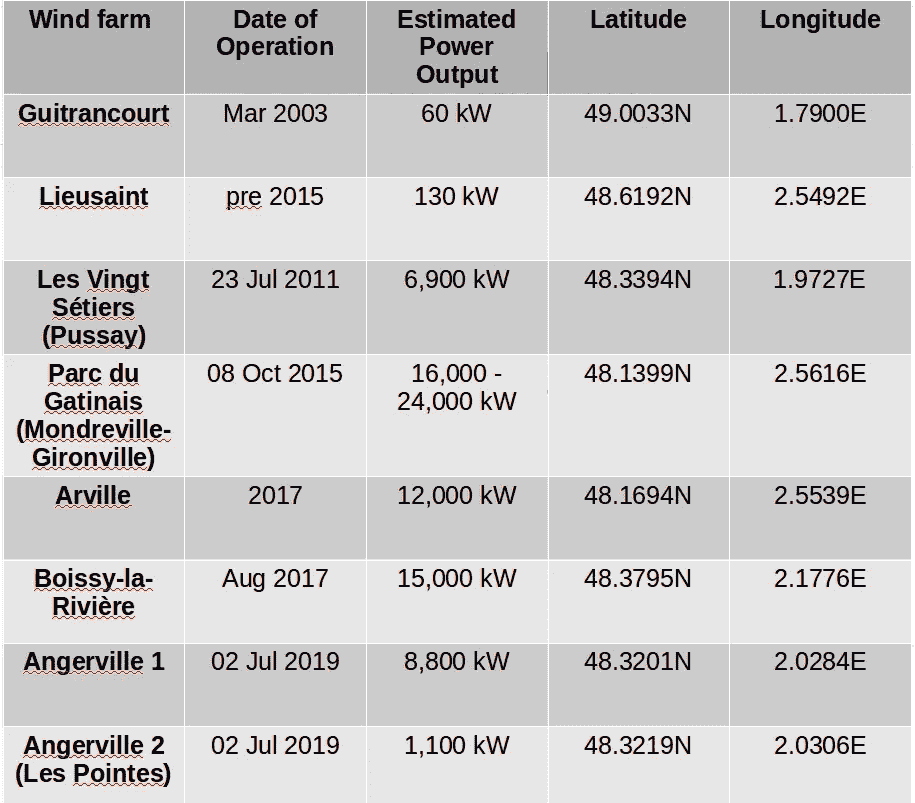 Wind farm
Date of
Operation
Estimated
Power
Output
Latitude
Longitude
Guitrancourt
Mar 2003
60 kW
49.0033N
1.7900E
Lieusaint
pre 2015
130 kW
48.6192N
2.5492E
Les Vingt
Sétiers
(Pussay)
23 Jul 2011
6,900 kW
48.3394N
1.9727E
Parc du
Gatinais
(Mondreville-
Gironville)
08 Oct 2015
16,000 -
24,000 kW
48.1399N
2.5616E
Arville
2017
12,000 kW
48.1694N
2.5539E
Boissy-la-
Rivière
Aug 2017
15,000 kW
48.3795N
2.1776E
Angerville 1
02 Jul 2019
8,800 kW
48.3201N
2.0284E
Angerville 2
(Les Pointes)
02 Jul 2019
1,100 kW
48.3219N
2.0306E